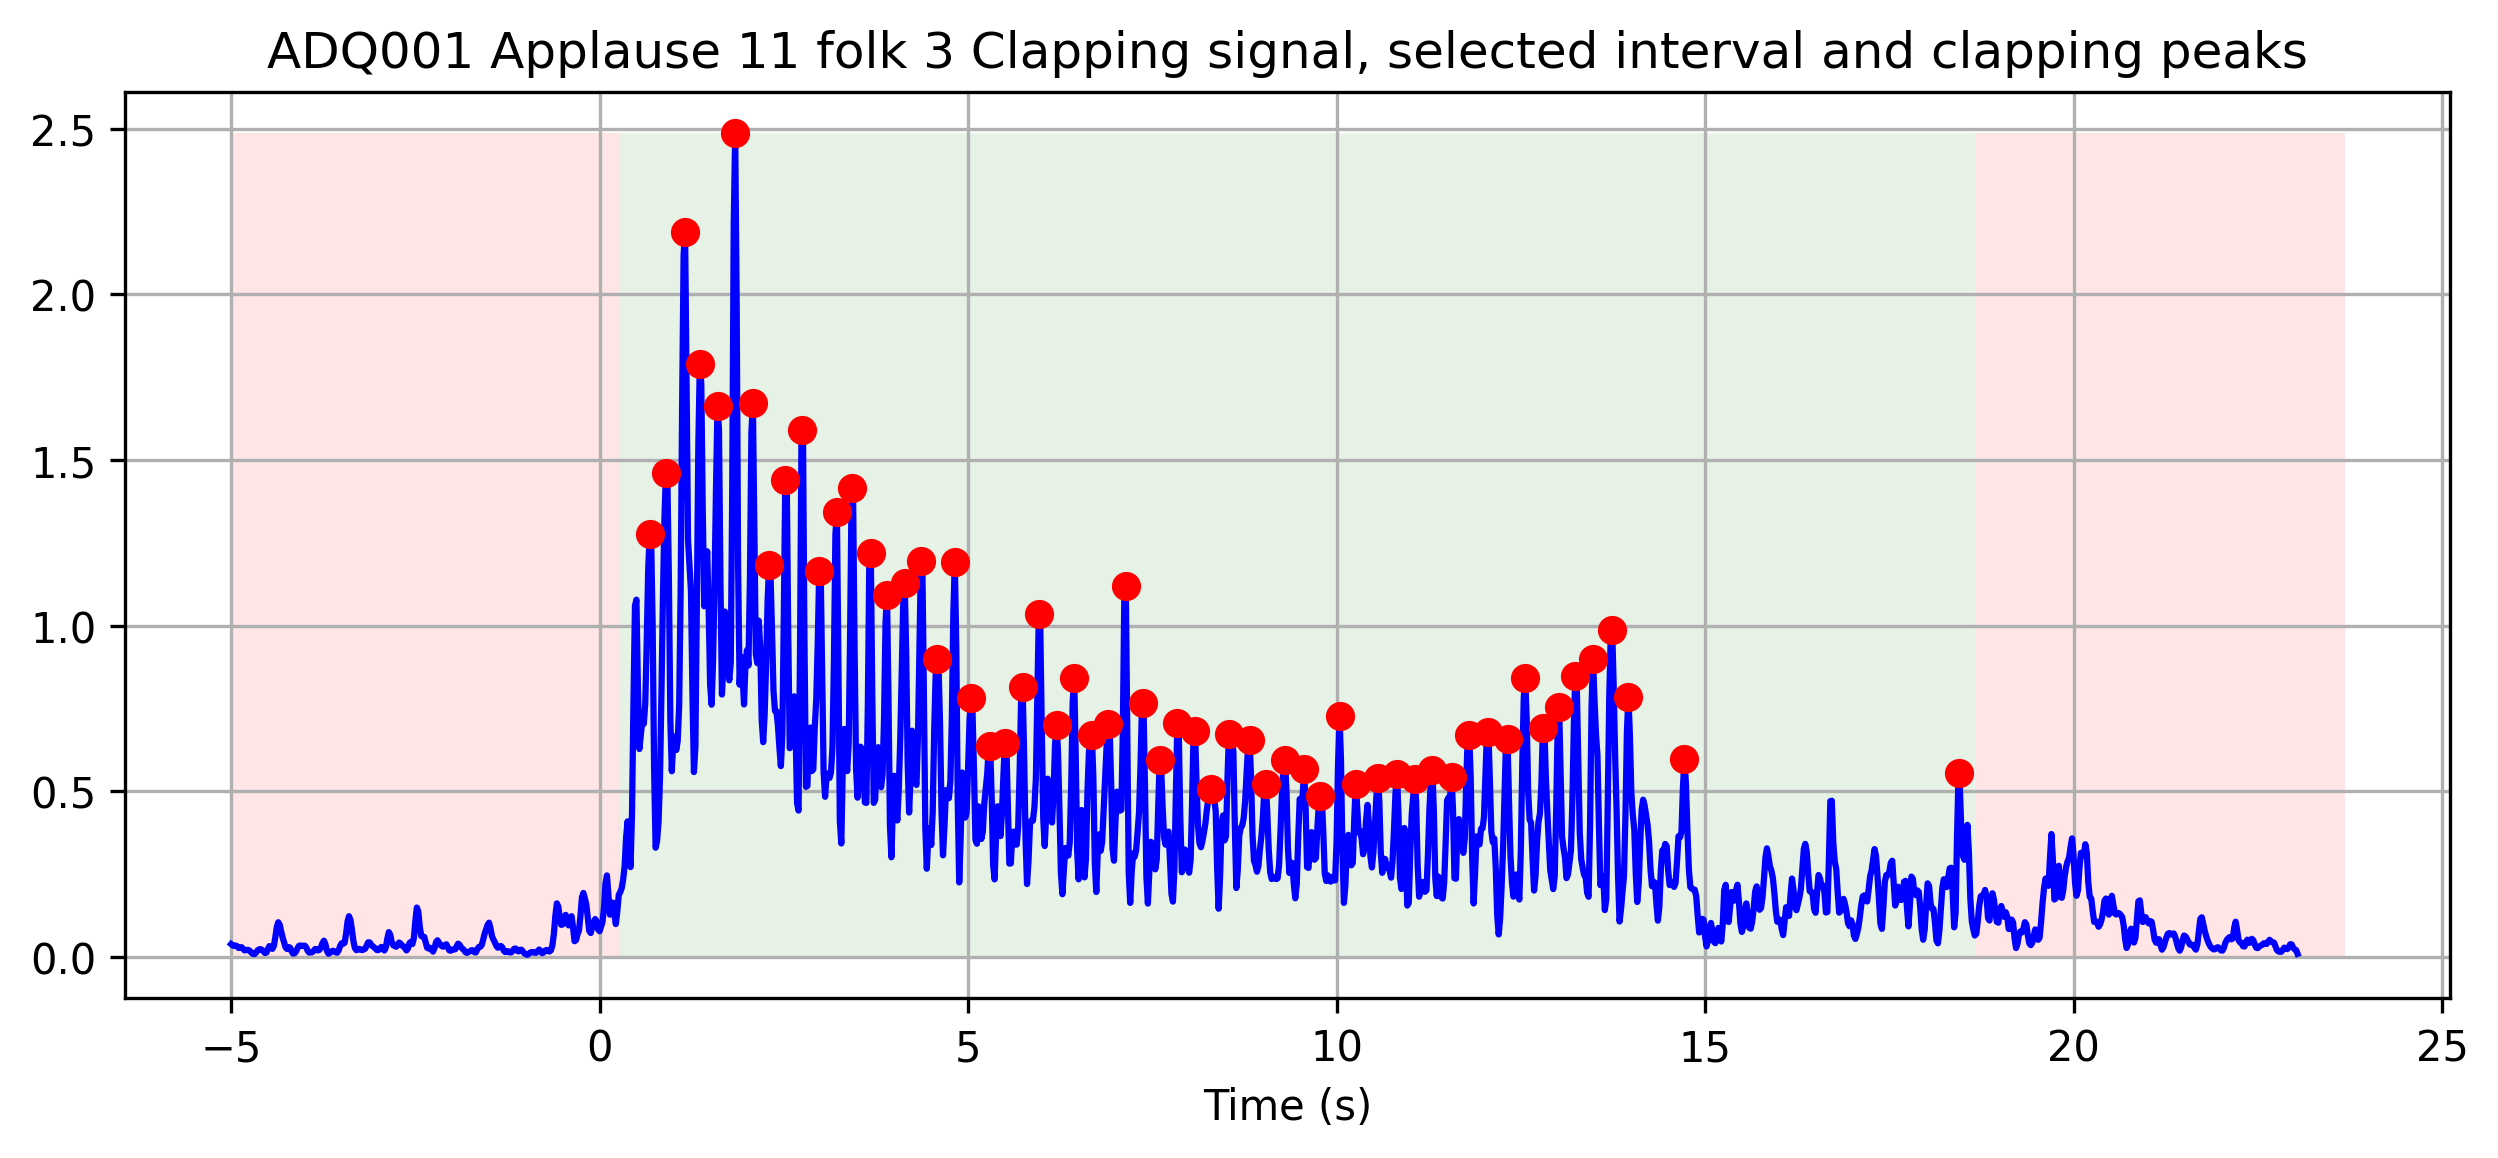 ADQ001 Applause 11 folk 3 Clapping signal, selected interval and clapping peaks
2.5
2.0
1.5
1.0
0.5
0.0
−5 0 5 10 15 20 25
Time (s)